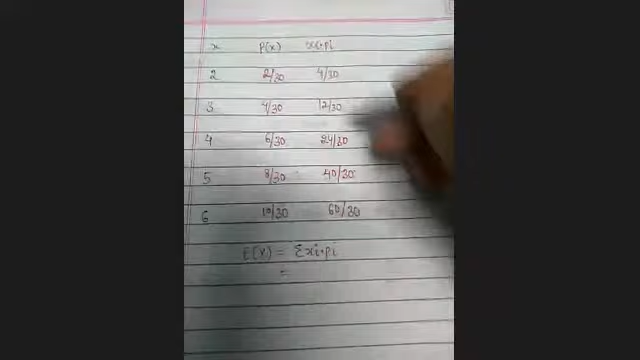 x P(x) xi·pi
2 2/30 4/30
3 4/30 12/30
4 6/30 24/30
5 8/30 40/30
6 10/30 60/30
E(X) = Σxi·pi
=